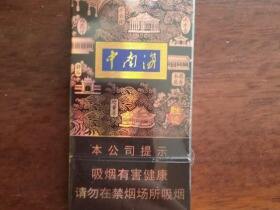 中南海
本公司提示
吸烟有害健康
请勿在禁烟场所吸烟